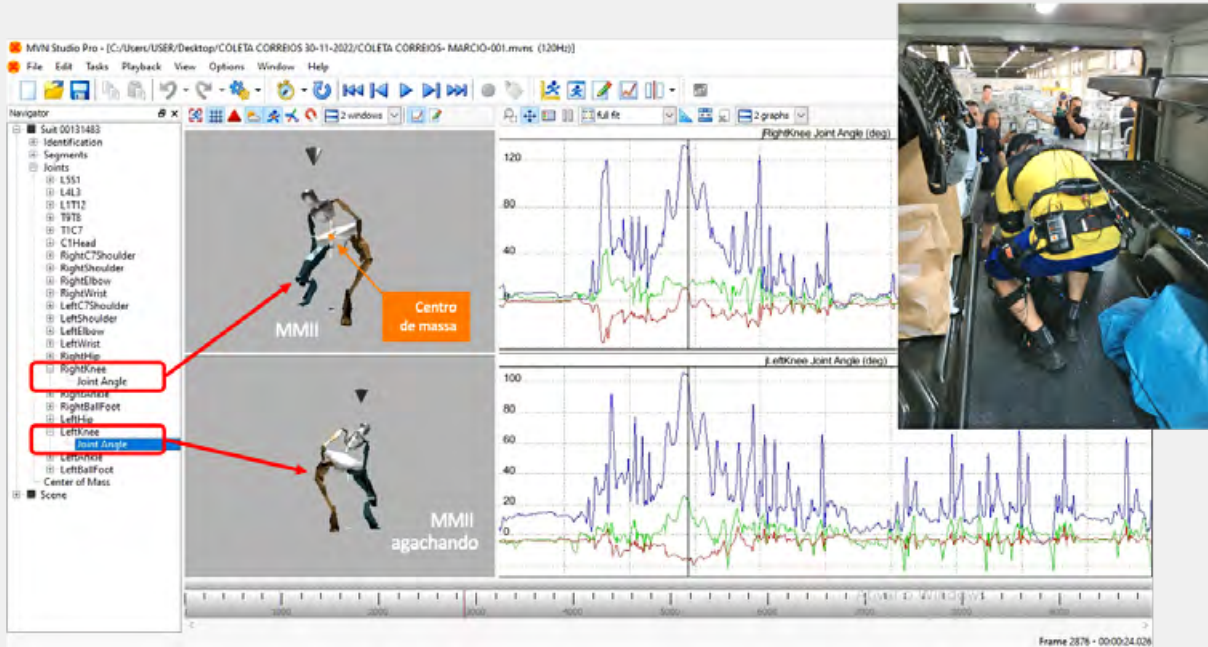 MVN Studio Pro - [C:/Users/USER/Desktop/COLETA CORREIOS 30-11-2022/COLETA CORREIOS- MARCIO-001.mvns (120Hz)]
File Edit Tasks Playback View Options Window Help
Navigator
2 windows
full fit
2 graphs
Suit 00131483
Identification
Segments
Joints
L5S1
L4L3
L1T12
T9T8
T1C7
C1Head
RightC7Shoulder
RightShoulder
RightElbow
RightWrist
LeftC7Shoulder
LeftShoulder
LeftElbow
LeftWrist
RightHip
RightKnee
Joint Angle
RightAnkle
RightBallFoot
LeftHip
LeftKnee
Joint Angle
LeftAnkle
LeftBallFoot
Center of Mass
Scene
MMII
Centro
de massa
MMII
agachando
jRightKnee Joint Angle (deg)
120
80
40
0
jLeftKnee Joint Angle (deg)
100
80
60
40
20
0
1000 2000 3000 4000 5000 6000 7000 8000 9000
Frame 2876 - 00:00:24.026